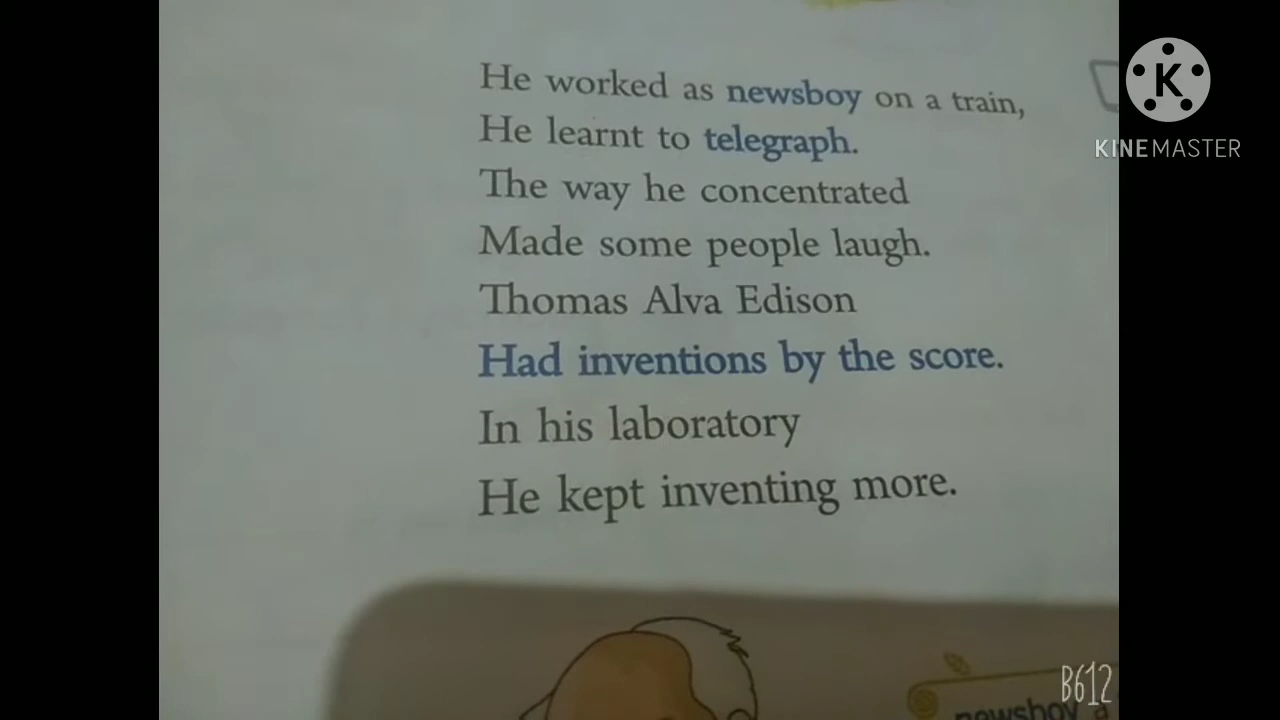 He worked as newsboy on a train,
He learnt to telegraph.
The way he concentrated
Made some people laugh.
Thomas Alva Edison
Had inventions by the score.
In his laboratory
He kept inventing more.
K
KINEMASTER
B612
newsboy